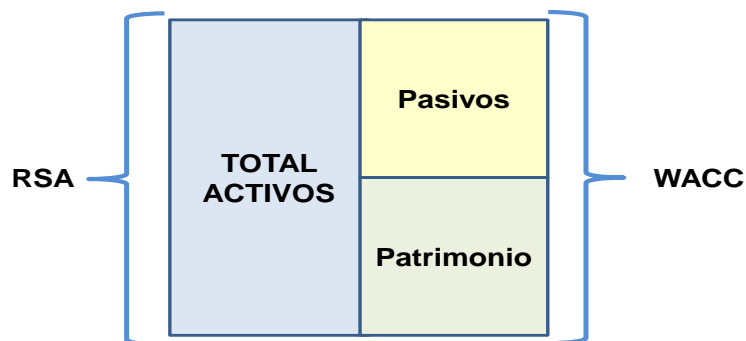 RSA
TOTAL
ACTIVOS
Pasivos
Patrimonio
WACC